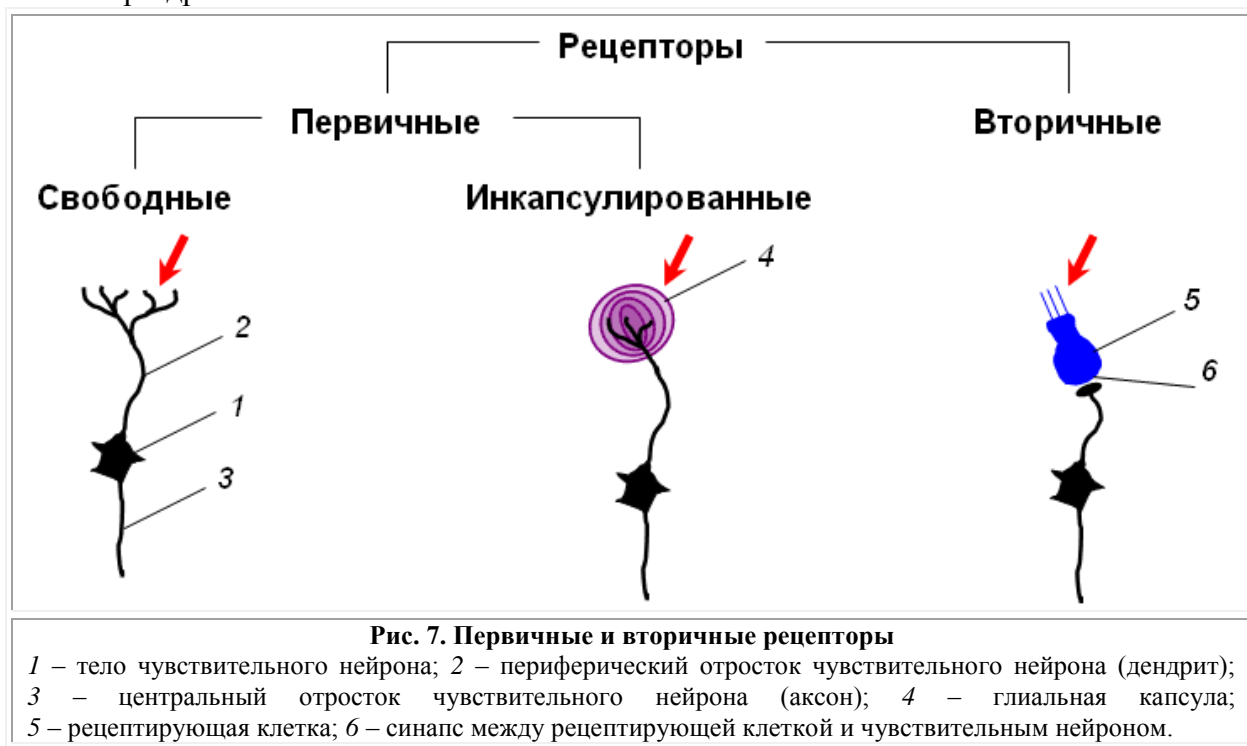 Рецепторы
Первичные
Вторичные
Свободные
Инкапсулированные
4
2
5
6
1
3
Рис. 7. Первичные и вторичные рецепторы
1 – тело чувствительного нейрона; 2 – периферический отросток чувствительного нейрона (дендрит);
3 – центральный отросток чувствительного нейрона (аксон); 4 – глиальная капсула;
5 – рецептирующая клетка; 6 – синапс между рецептирующей клеткой и чувствительным нейроном.